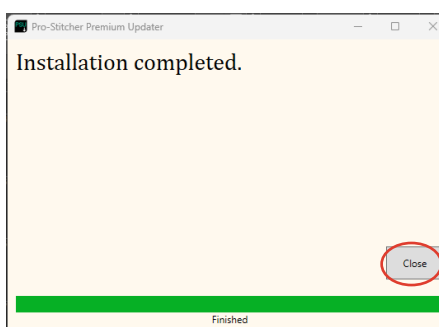 Pro-Stitcher Premium Updater
Installation completed.
Close
Finished